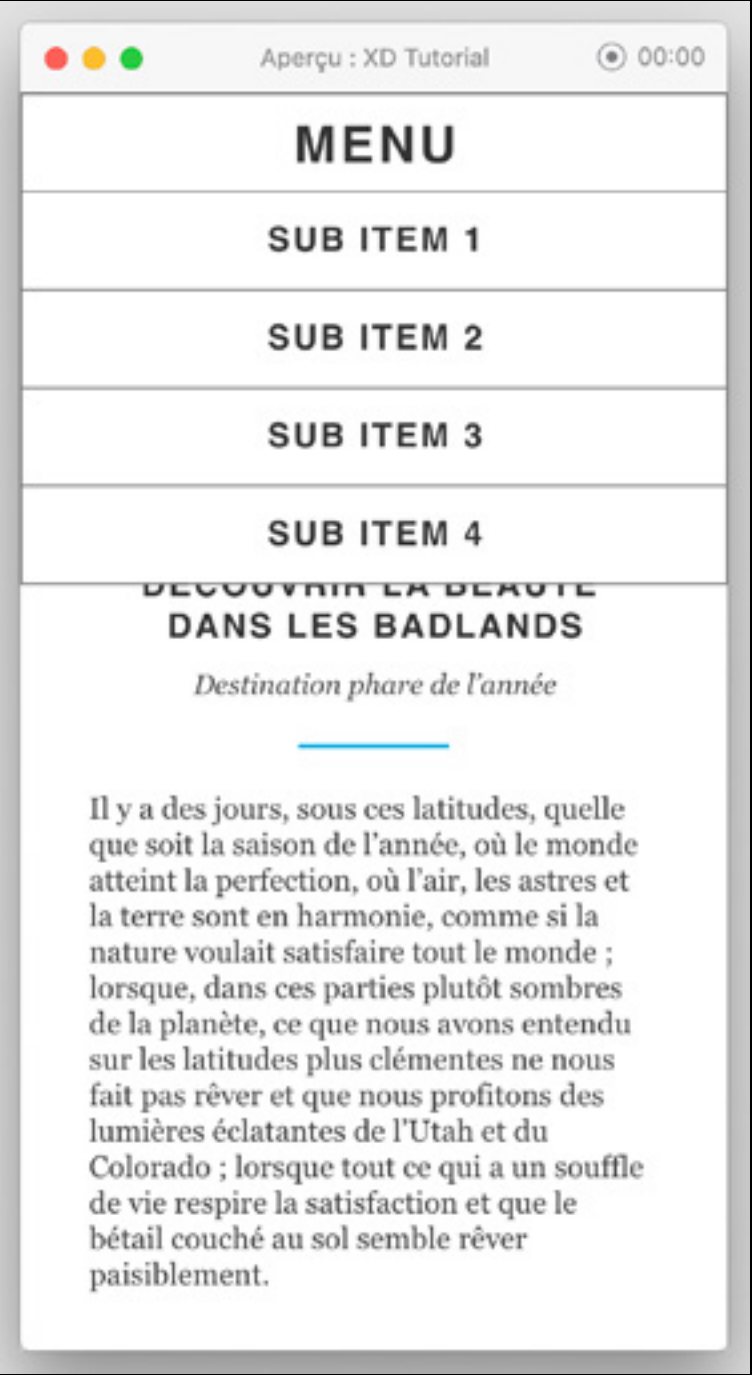 Aperçu : XD Tutorial
00:00
MENU
SUB ITEM 1
SUB ITEM 2
SUB ITEM 3
SUB ITEM 4
DÉCOUVRIR LA BEAUTÉ
DANS LES BADLANDS
Destination phare de l’année
Il y a des jours, sous ces latitudes, quelle
que soit la saison de l’année, où le monde
atteint la perfection, où l’air, les astres et
la terre sont en harmonie, comme si la
nature voulait satisfaire tout le monde ;
lorsque, dans ces parties plutôt sombres
de la planète, ce que nous avons entendu
sur les latitudes plus clémentes ne nous
fait pas rêver et que nous profitons des
lumières éclatantes de l’Utah et du
Colorado ; lorsque tout ce qui a un souffle
de vie respire la satisfaction et que le
bétail couché au sol semble rêver
paisiblement.